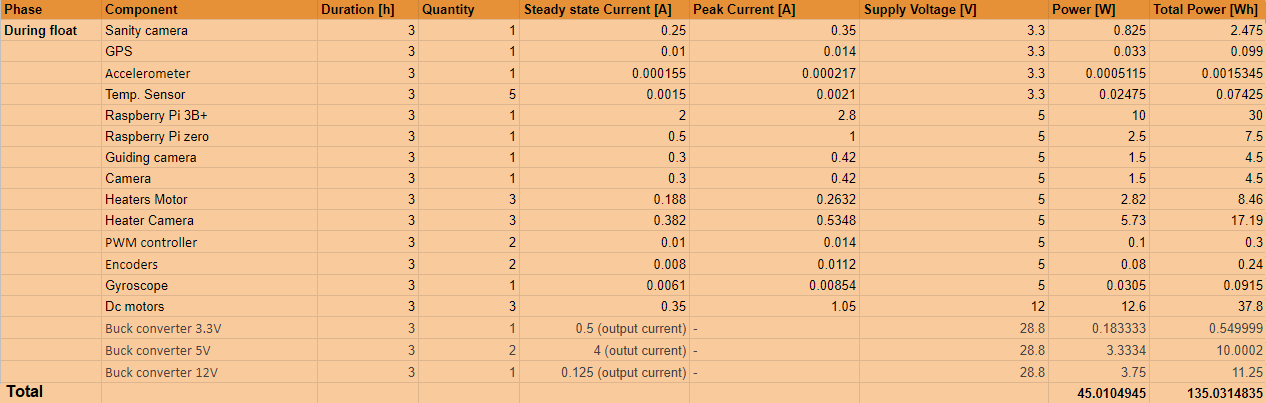 Phase Component Duration [h] Quantity Steady state Current [A] Peak Current [A] Supply Voltage [V] Power [W] Total Power [Wh]
During float Sanity camera 3 1 0.25 0.35 3.3 0.825 2.475
GPS 3 1 0.01 0.014 3.3 0.033 0.099
Accelerometer 3 1 0.000155 0.000217 3.3 0.0005115 0.0015345
Temp. Sensor 3 5 0.0015 0.0021 3.3 0.02475 0.07425
Raspberry Pi 3B+ 3 1 2 2.8 5 10 30
Raspberry Pi zero 3 1 0.5 1 5 2.5 7.5
Guiding camera 3 1 0.3 0.42 5 1.5 4.5
Camera 3 1 0.3 0.42 5 1.5 4.5
Heaters Motor 3 3 0.188 0.2632 5 2.82 8.46
Heater Camera 3 3 0.382 0.5348 5 5.73 17.19
PWM controller 3 2 0.01 0.014 5 0.1 0.3
Encoders 3 2 0.008 0.0112 5 0.08 0.24
Gyroscope 3 1 0.0061 0.00854 5 0.0305 0.0915
Dc motors 3 3 0.35 1.05 12 12.6 37.8
Buck converter 3.3V 3 1 0.5 (output current) - 28.8 0.183333 0.549999
Buck converter 5V 3 2 4 (outut current) - 28.8 3.3334 10.0002
Buck converter 12V 3 1 0.125 (output current) - 28.8 3.75 11.25
Total 45.0104945 135.0314835